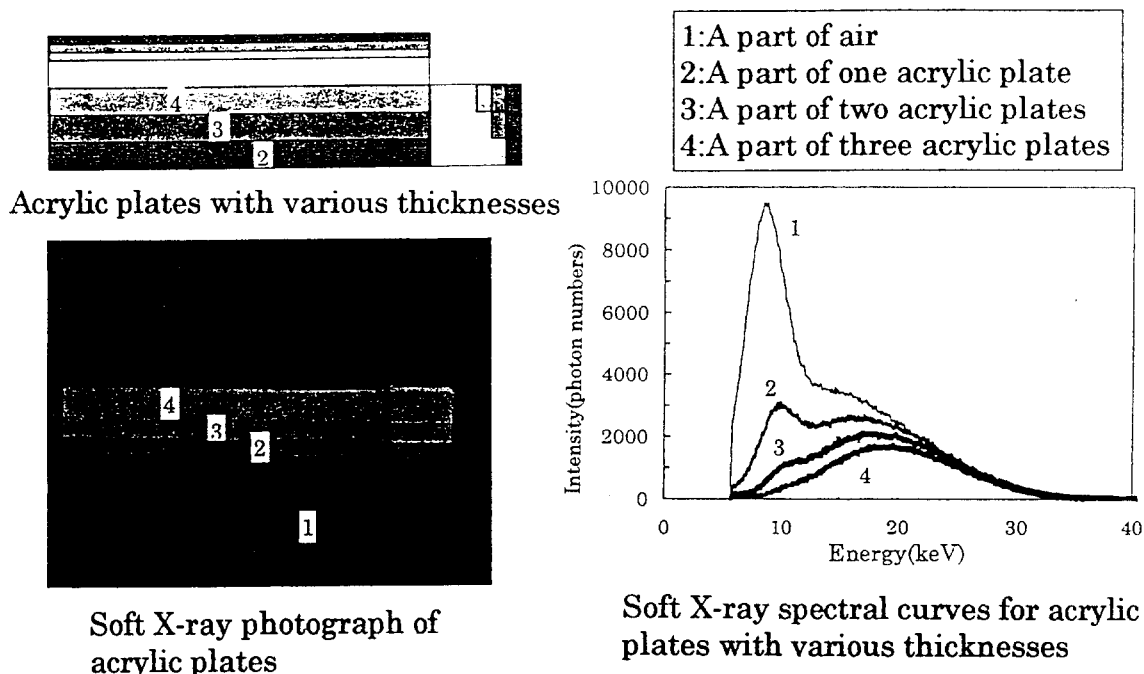 4
3
2
Acrylic plates with various thicknesses
4
3
2
1
Soft X-ray photograph of
acrylic plates
1:A part of air
2:A part of one acrylic plate
3:A part of two acrylic plates
4:A part of three acrylic plates
10000
8000
6000
4000
2000
0
Intensity(photon numbers)
1
2
3
4
0 10 20 30 40
Energy(keV)
Soft X-ray spectral curves for acrylic
plates with various thicknesses